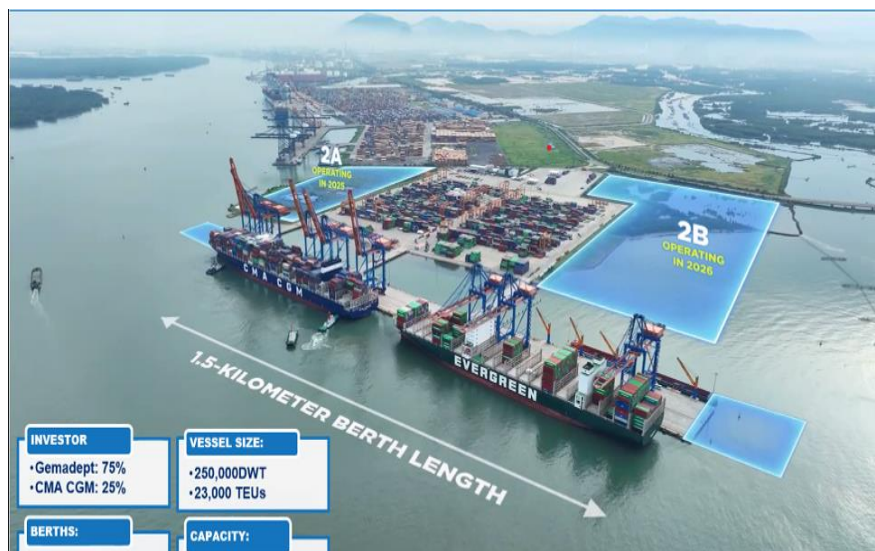 2A
OPERATING
IN 2025
2B
OPERATING
IN 2026
CMA CGM
EVERGREEN
1.5-KILOMETER BERTH LENGTH
INVESTOR
•Gemadept: 75%
•CMA CGM: 25%
VESSEL SIZE:
•250,000DWT
•23,000 TEUs
BERTHS:
CAPACITY: